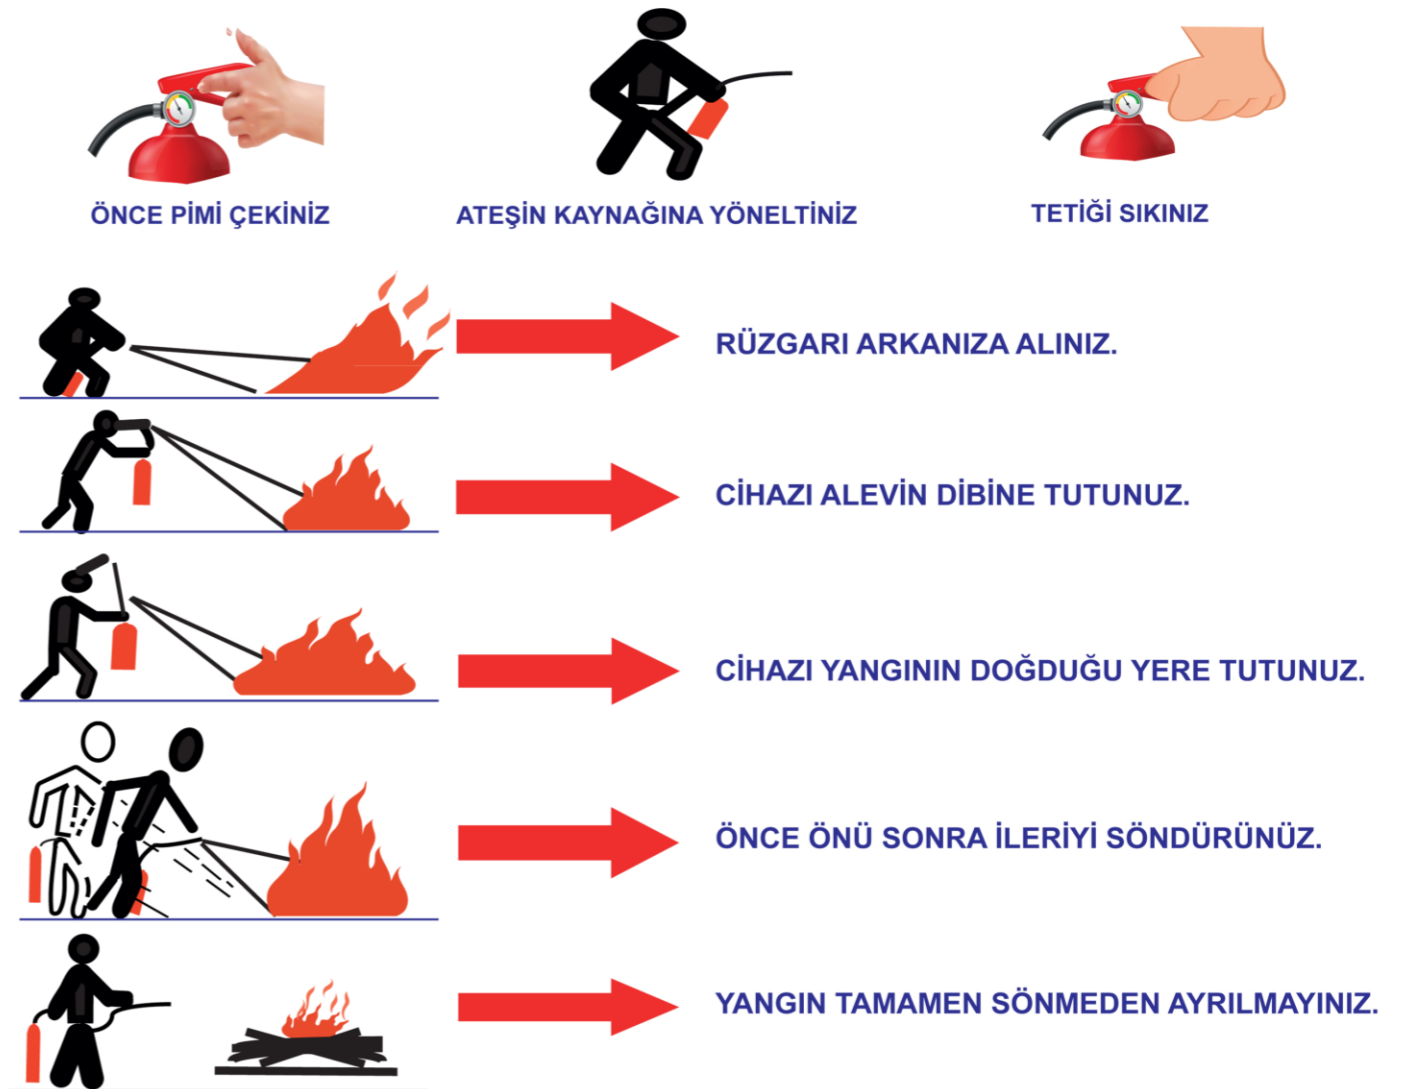 ÖNCE PİMİ ÇEKİNİZ
ATEŞİN KAYNAĞINA YÖNELTİNİZ
TETİĞİ SIKINIZ
RÜZGARI ARKANIZA ALINIZ.
CİHAZI ALEVİN DİBİNE TUTUNUZ.
CİHAZI YANGININ DOĞDUĞU YERE TUTUNUZ.
ÖNCE ÖNÜ SONRA İLERİYİ SÖNDÜRÜNÜZ.
YANGIN TAMAMEN SÖNMEDEN AYRILMAYINIZ.